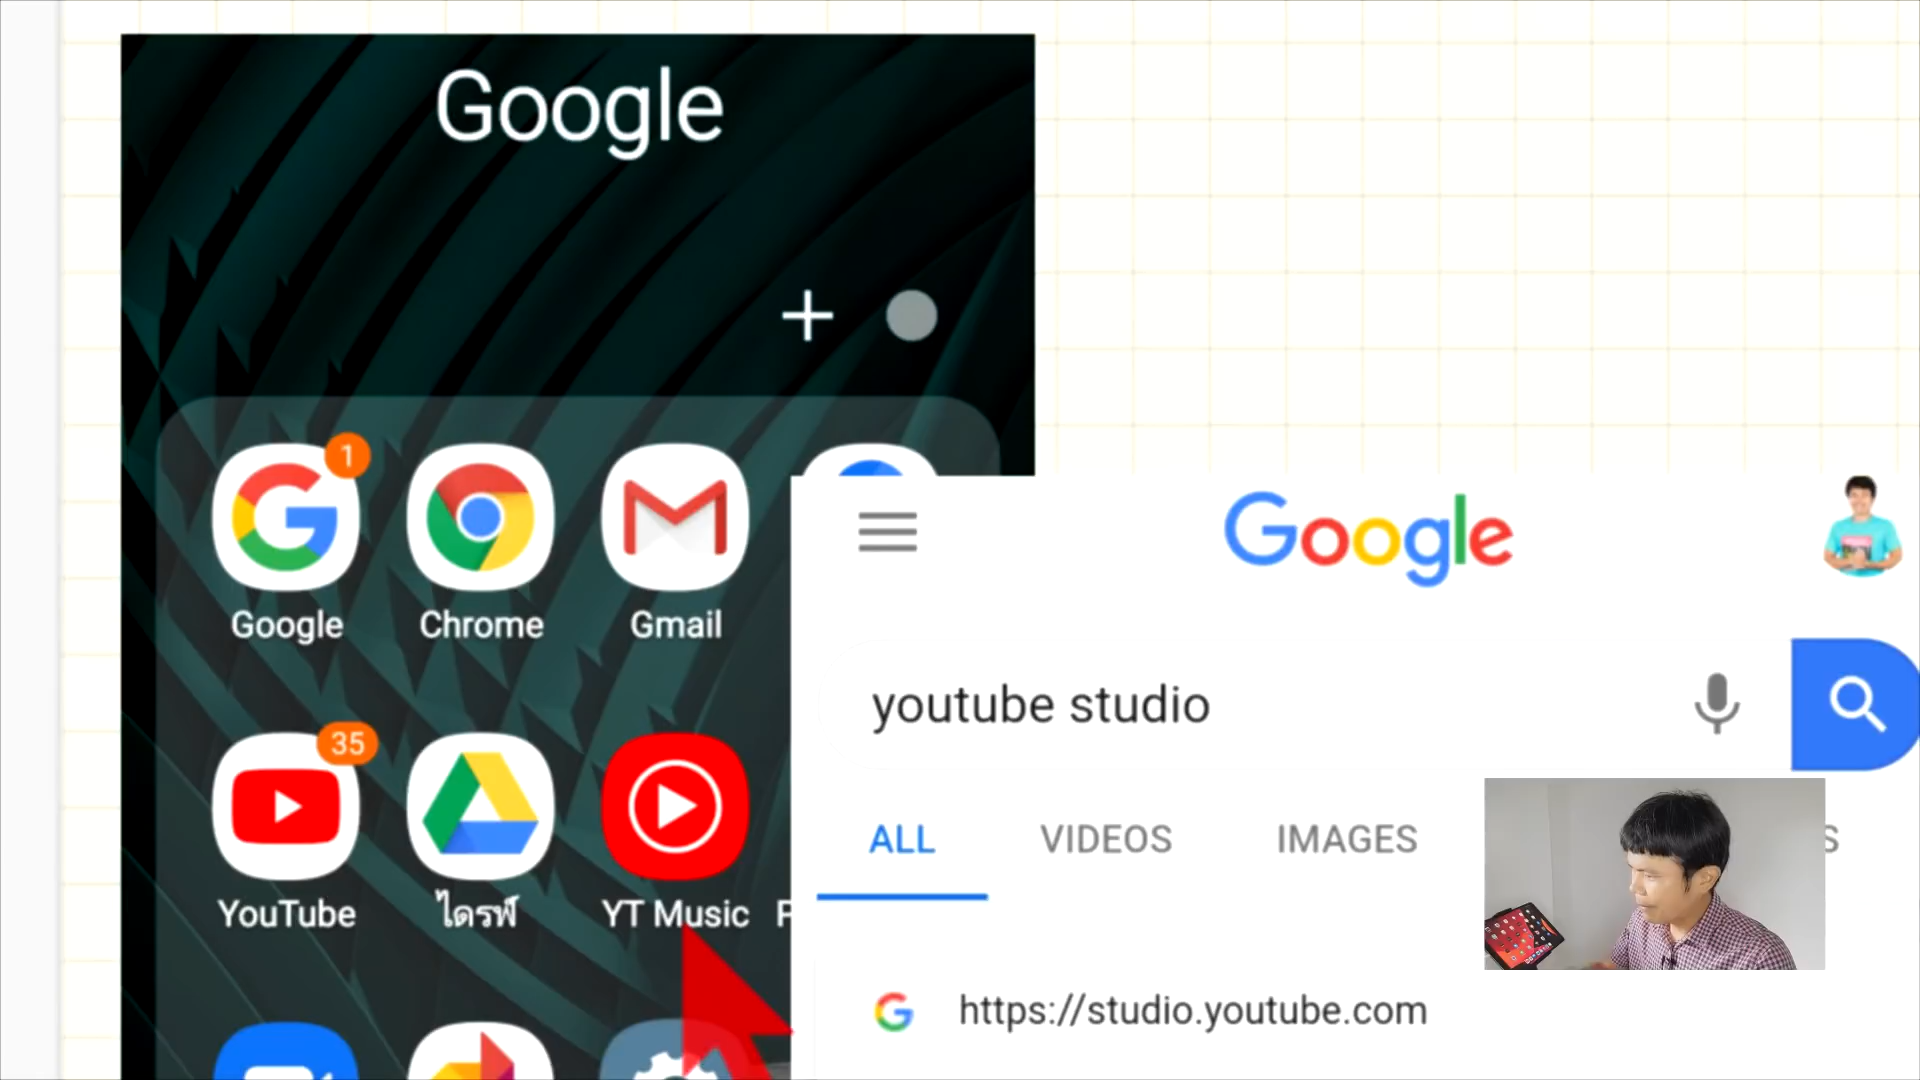 Google
1
Google
Chrome
Gmail
35
YouTube
ไดรฟ์
YT Music
Google
youtube studio
ALL
VIDEOS
IMAGES
https://studio.youtube.com